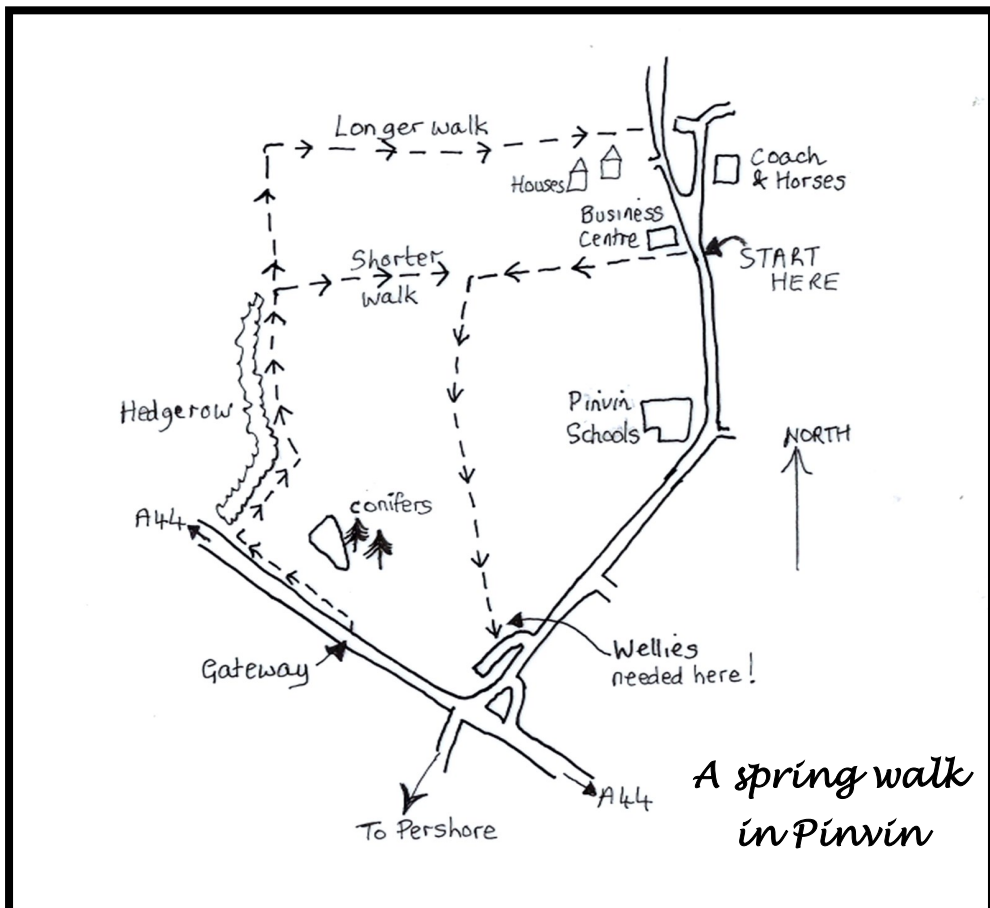 Longer walk
Coach
& Horses
Houses
Business
Centre
START
HERE
Shorter
walk
Hedgerow
Pinvin
Schools
NORTH
A44
conifers
Wellies
needed here!
Gateway
A44
To Pershore
A spring walk
in Pinvin